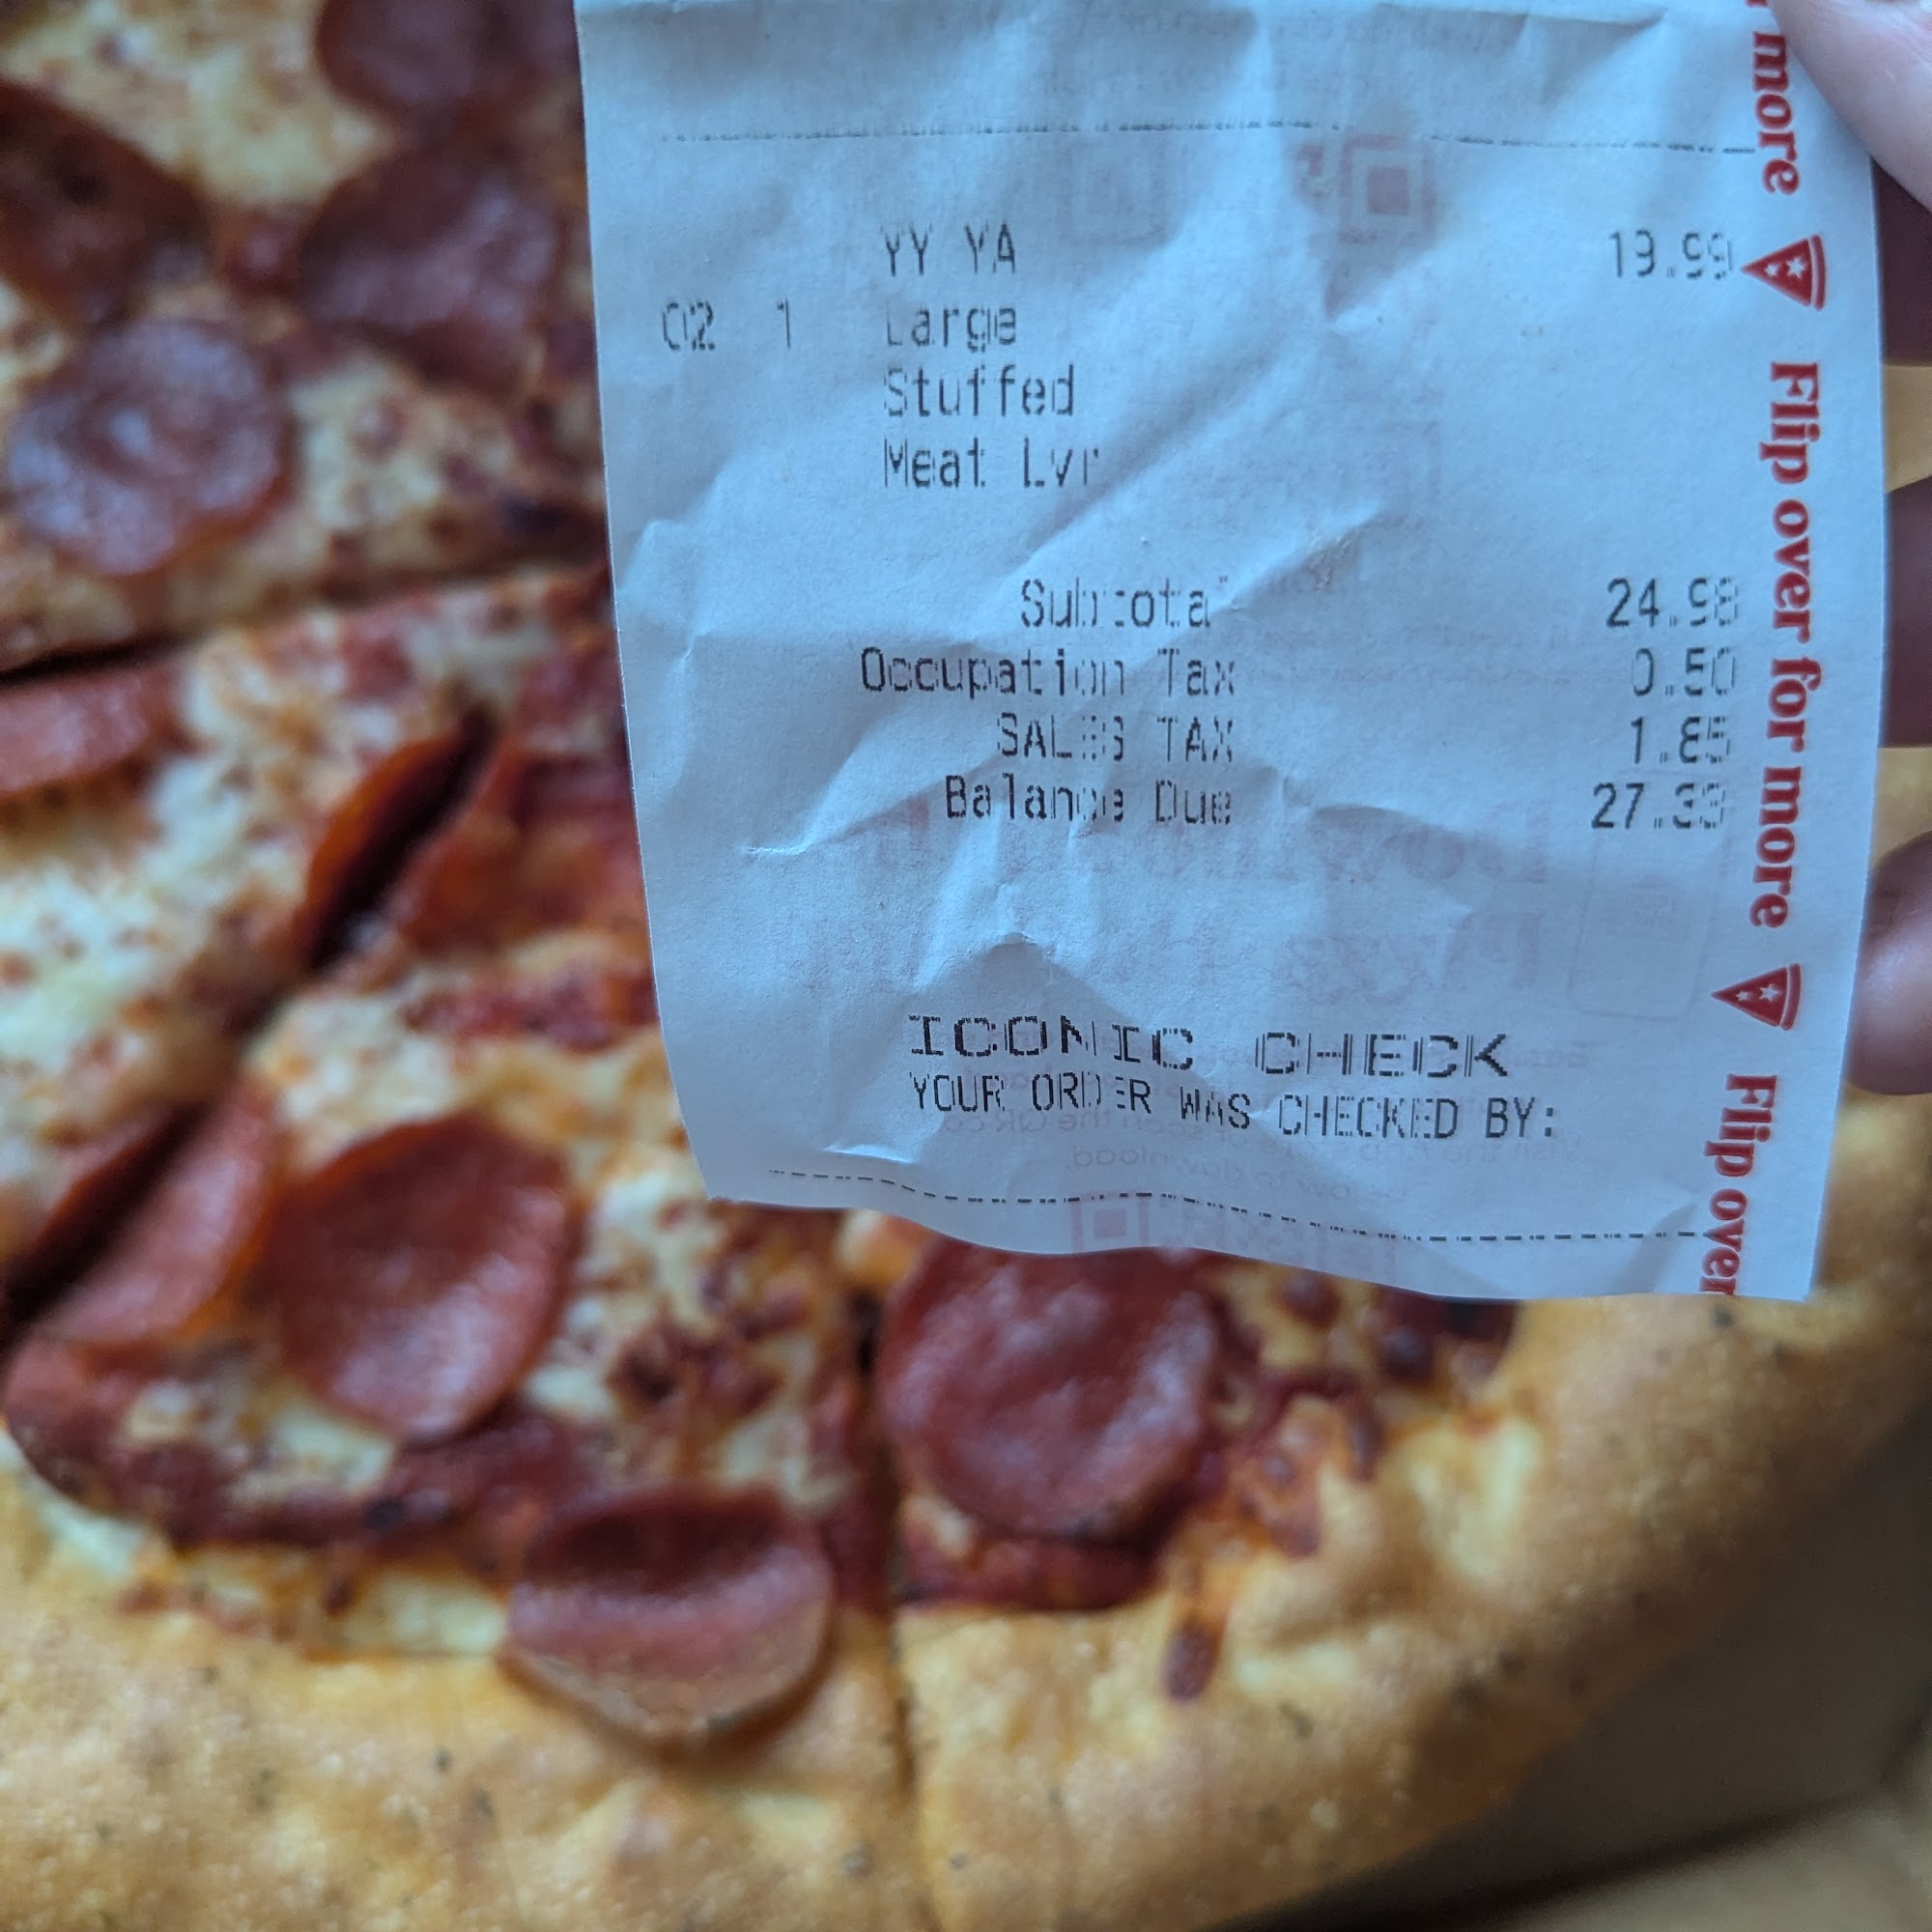 YY YA 19.99
02 1 Large
Stuffed
Meat Lvr
Subtotal 24.98
Occupation Tax 0.50
SALES TAX 1.85
Balance Due 27.33
ICONIC CHECK
YOUR ORDER WAS CHECKED BY:
more
Flip over for more
Flip over